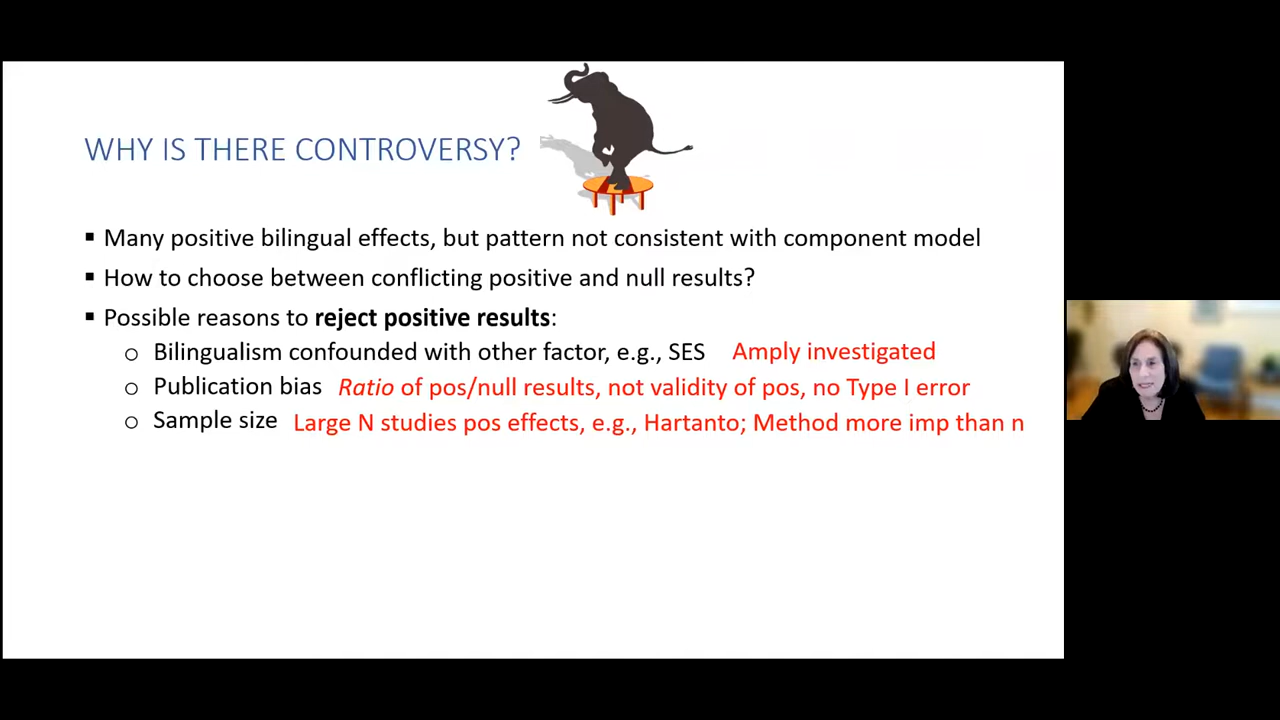 WHY IS THERE CONTROVERSY?
▪ Many positive bilingual effects, but pattern not consistent with component model
▪ How to choose between conflicting positive and null results?
▪ Possible reasons to reject positive results:
o Bilingualism confounded with other factor, e.g., SES Amply investigated
o Publication bias Ratio of pos/null results, not validity of pos, no Type I error
o Sample size Large N studies pos effects, e.g., Hartanto; Method more imp than n